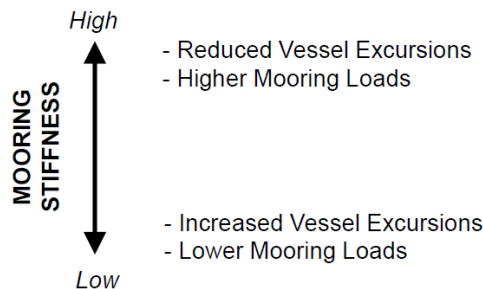 High
- Reduced Vessel Excursions
- Higher Mooring Loads
MOORING
STIFFNESS
- Increased Vessel Excursions
- Lower Mooring Loads
Low